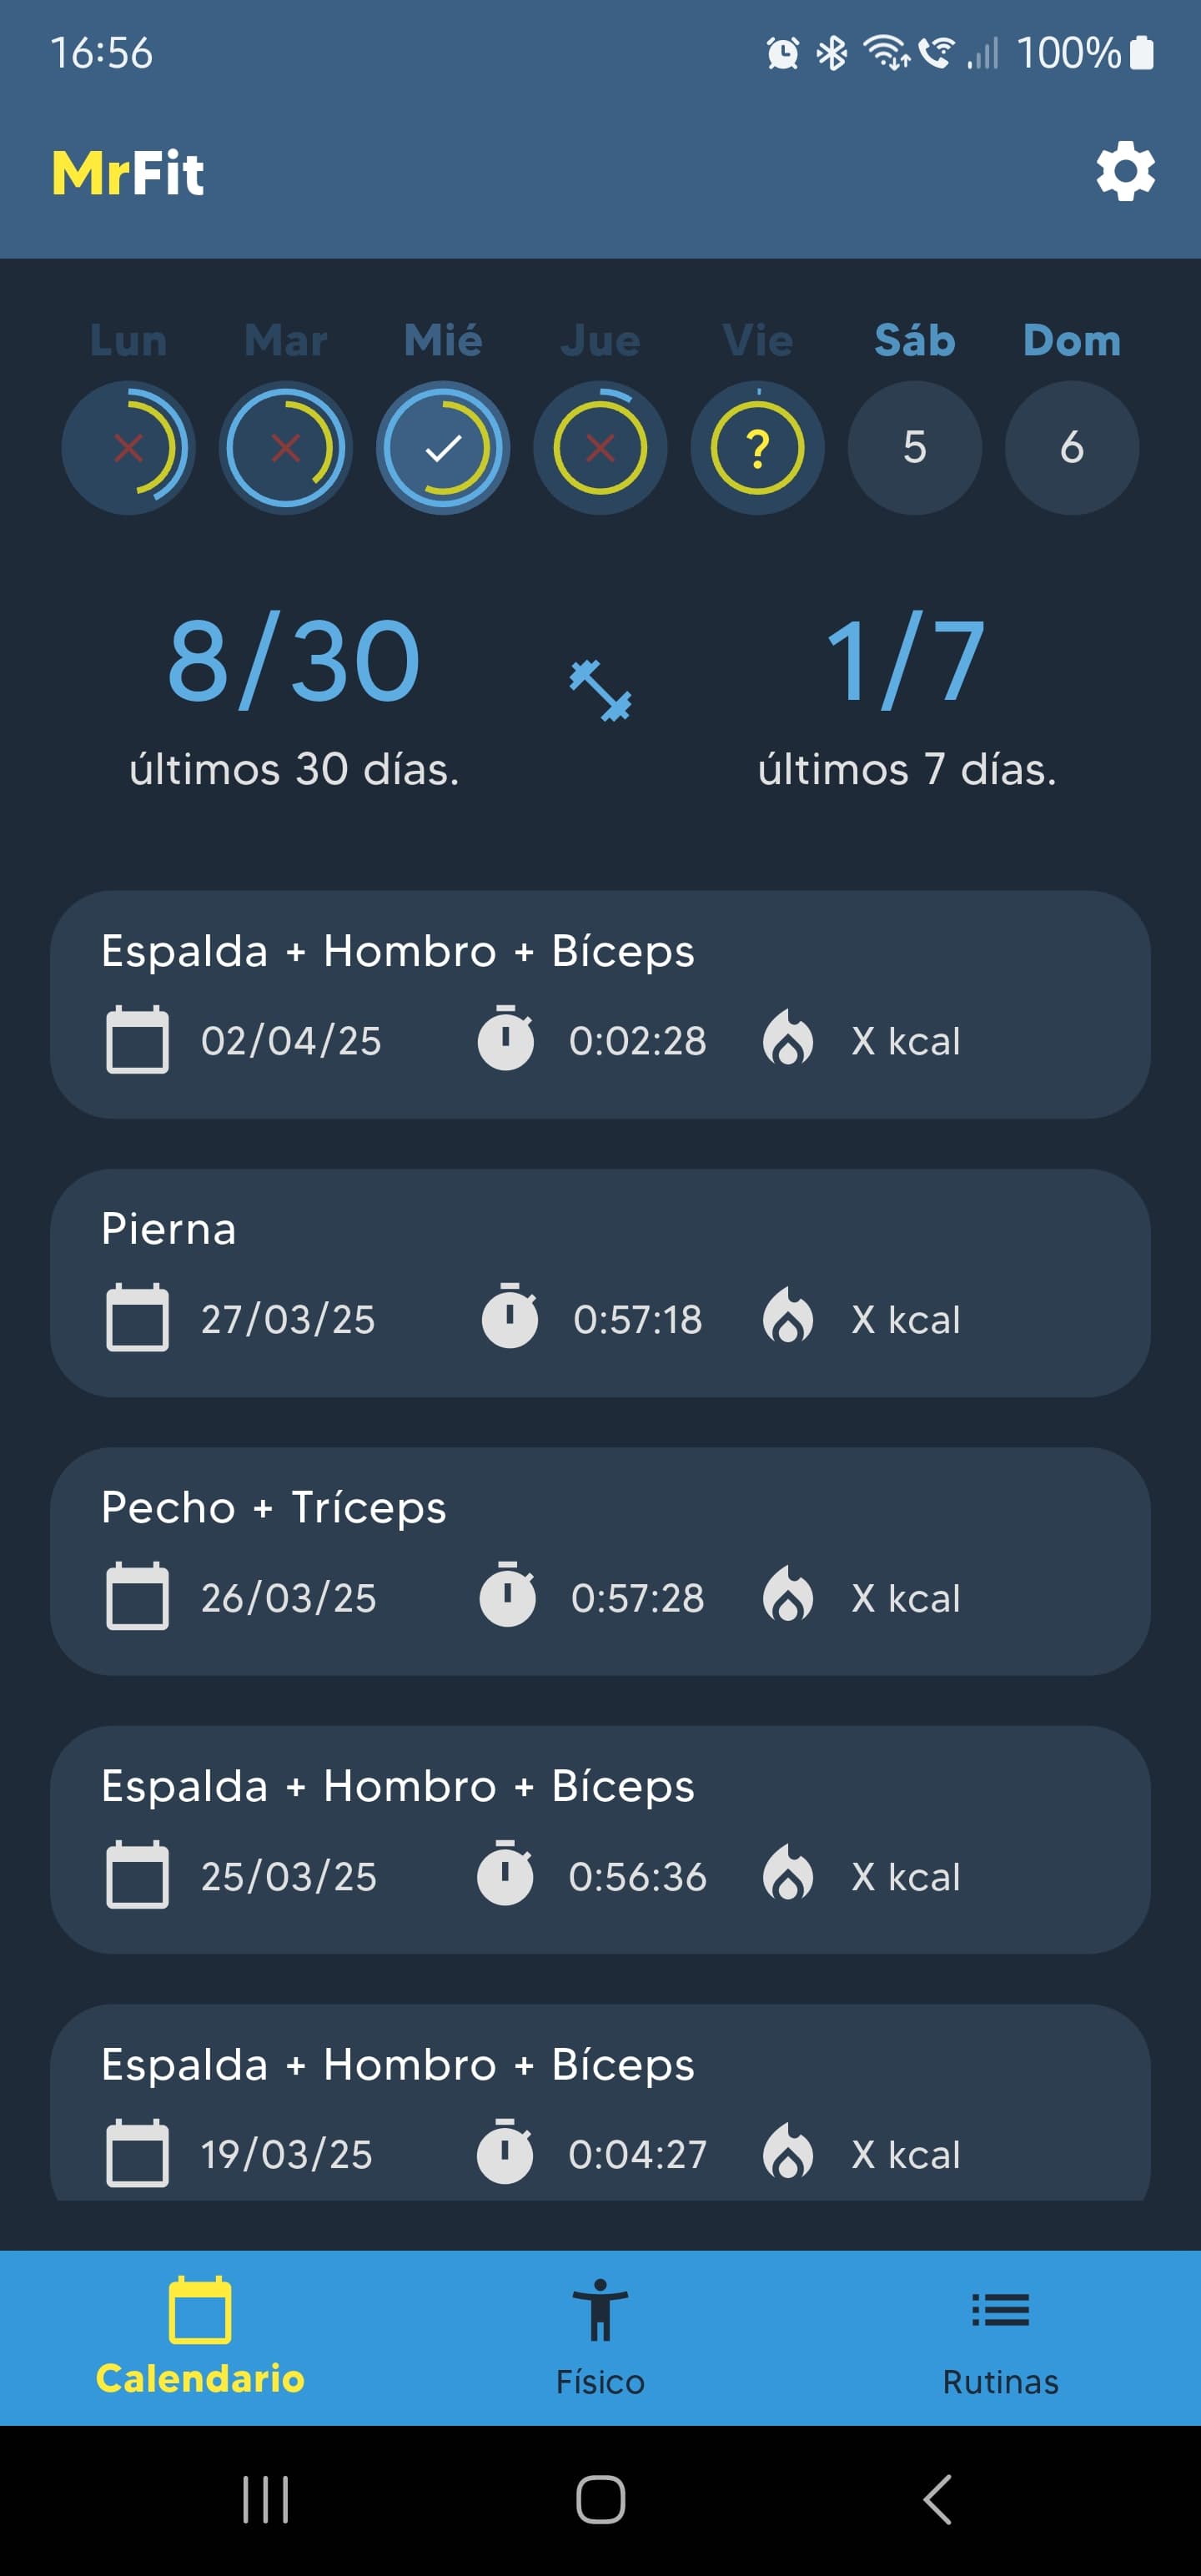 16:56 100%
MrFit
Lun Mar Mié Jue Vie Sáb Dom
? 5 6
8/30 1/7
últimos 30 días. últimos 7 días.
Espalda + Hombro + Bíceps
02/04/25 0:02:28 X kcal
Pierna
27/03/25 0:57:18 X kcal
Pecho + Tríceps
26/03/25 0:57:28 X kcal
Espalda + Hombro + Bíceps
25/03/25 0:56:36 X kcal
Espalda + Hombro + Bíceps
19/03/25 0:04:27 X kcal
Calendario Físico Rutinas